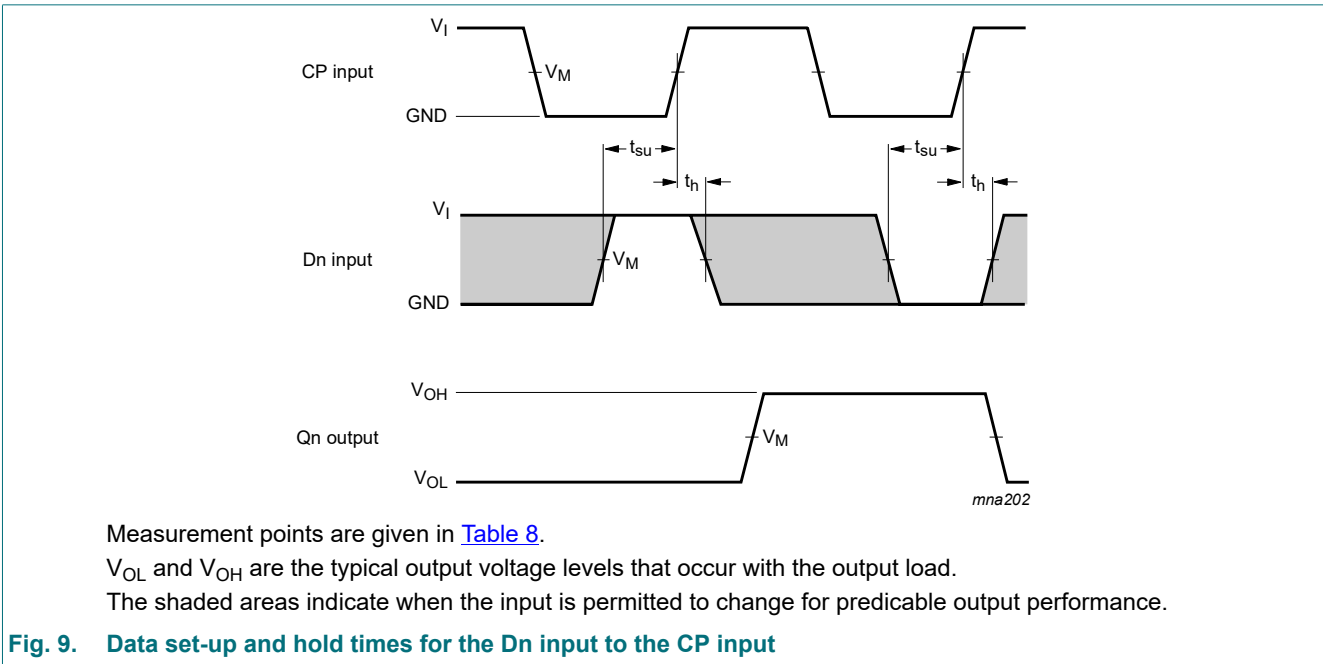 VI
CP input
VM
GND
tsu
tsu
th
th
VI
Dn input
VM
GND
VOH
Qn output
VM
VOL
mna202
Measurement points are given in Table 8.
VOL and VOH are the typical output voltage levels that occur with the output load.
The shaded areas indicate when the input is permitted to change for predicable output performance.
Fig. 9. Data set-up and hold times for the Dn input to the CP input